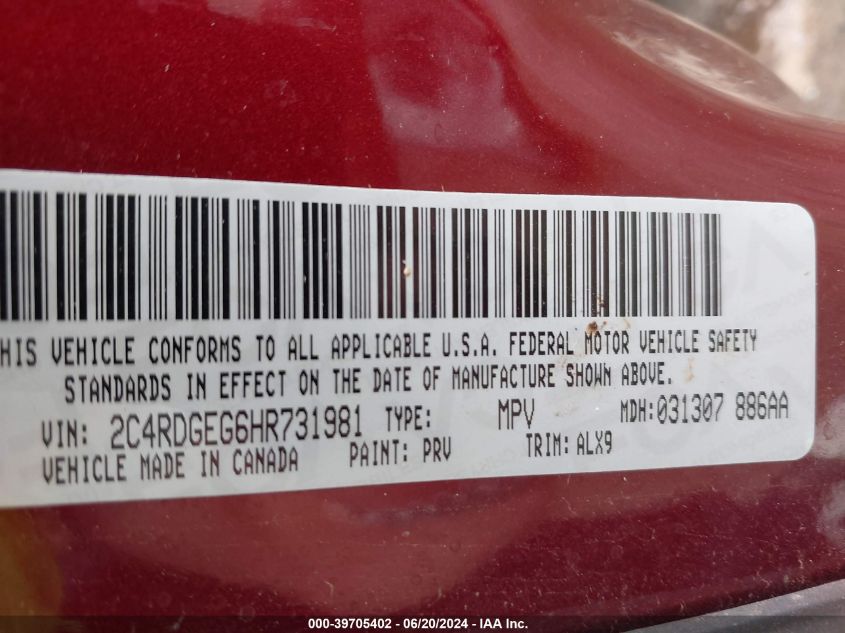 HIS VEHICLE CONFORMS TO ALL APPLICABLE U.S.A. FEDERAL MOTOR VEHICLE SAFETY
STANDARDS IN EFFECT ON THE DATE OF MANUFACTURE SHOWN ABOVE.
VIN: 2C4RDGEG6HR731981 TYPE: MPV MDH:031307 886AA
VEHICLE MADE IN CANADA PAINT: PRV TRIM: ALX9
000-39705402 - 06/20/2024 - IAA Inc.